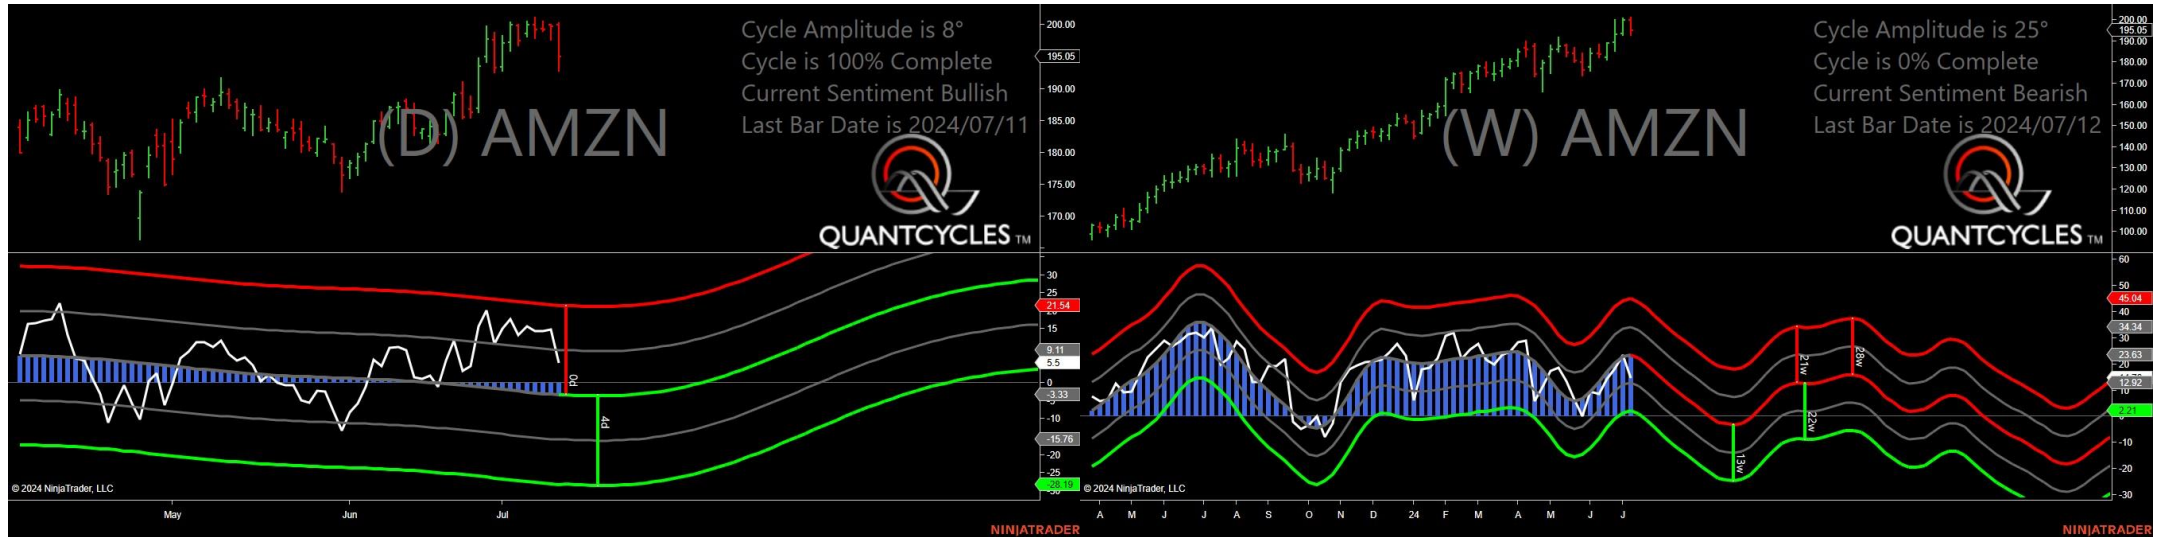 Cycle Amplitude is 8°
Cycle is 100% Complete
Current Sentiment Bullish
Last Bar Date is 2024/07/11
(D) AMZN
QUANTCYCLES TM
200.00
195.05
190.00
185.00
180.00
175.00
170.00
30
25
21.54
15
9.11
5.5
0
-3.33
-10
-15.76
-20
-25
-28.19
0d
4d
© 2024 NinjaTrader, LLC
May Jun Jul
NINJATRADER
Cycle Amplitude is 25°
Cycle is 0% Complete
Current Sentiment Bearish
Last Bar Date is 2024/07/12
(W) AMZN
QUANTCYCLES TM
200.00
195.05
190.00
180.00
170.00
160.00
150.00
140.00
130.00
120.00
110.00
100.00
60
50
45.04
40
34.34
30
23.63
20
12.92
2.21
-10
-20
-30
21w
28w
22w
13w
© 2024 NinjaTrader, LLC
A M J J A S O N D 24 F M A M J J
NINJATRADER